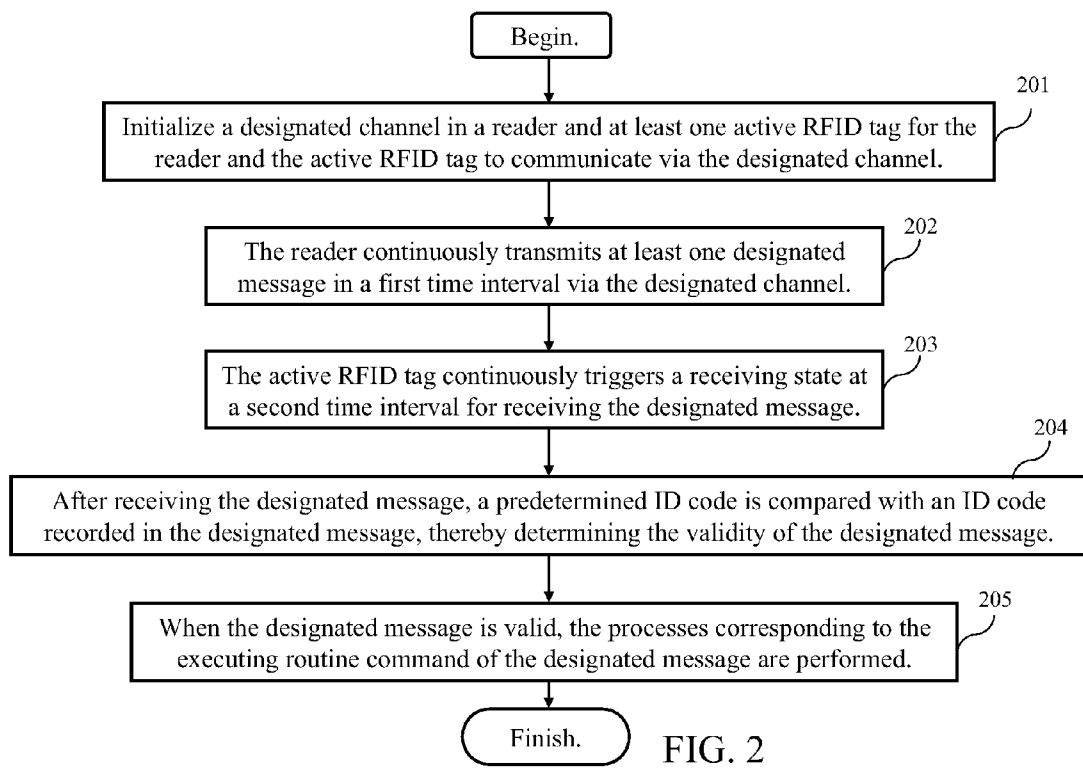 Begin.
201
Initialize a designated channel in a reader and at least one active RFID tag for the
reader and the active RFID tag to communicate via the designated channel.
202
The reader continuously transmits at least one designated
message in a first time interval via the designated channel.
203
The active RFID tag continuously triggers a receiving state at
a second time interval for receiving the designated message.
204
After receiving the designated message, a predetermined ID code is compared with an ID code
recorded in the designated message, thereby determining the validity of the designated message.
205
When the designated message is valid, the processes corresponding to the
executing routine command of the designated message are performed.
Finish.
FIG. 2